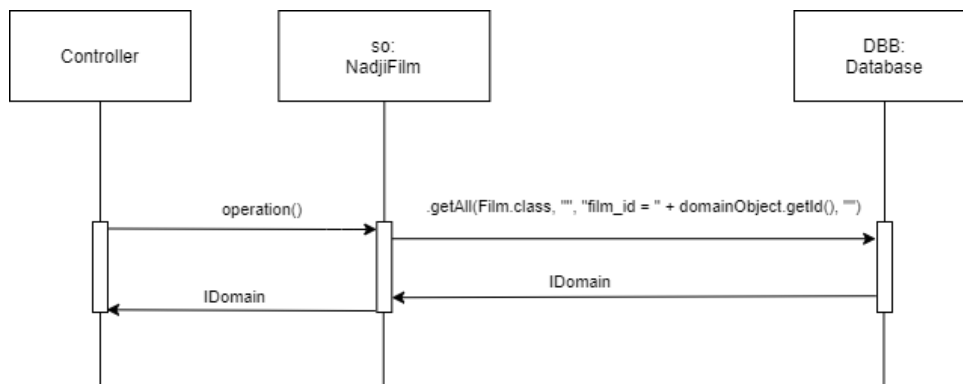 Controller
so:
NadjiFilm
DBB:
Database
operation()
.getAll(Film.class, "", "film_id = " + domainObject.getId(), "")
IDomain
IDomain